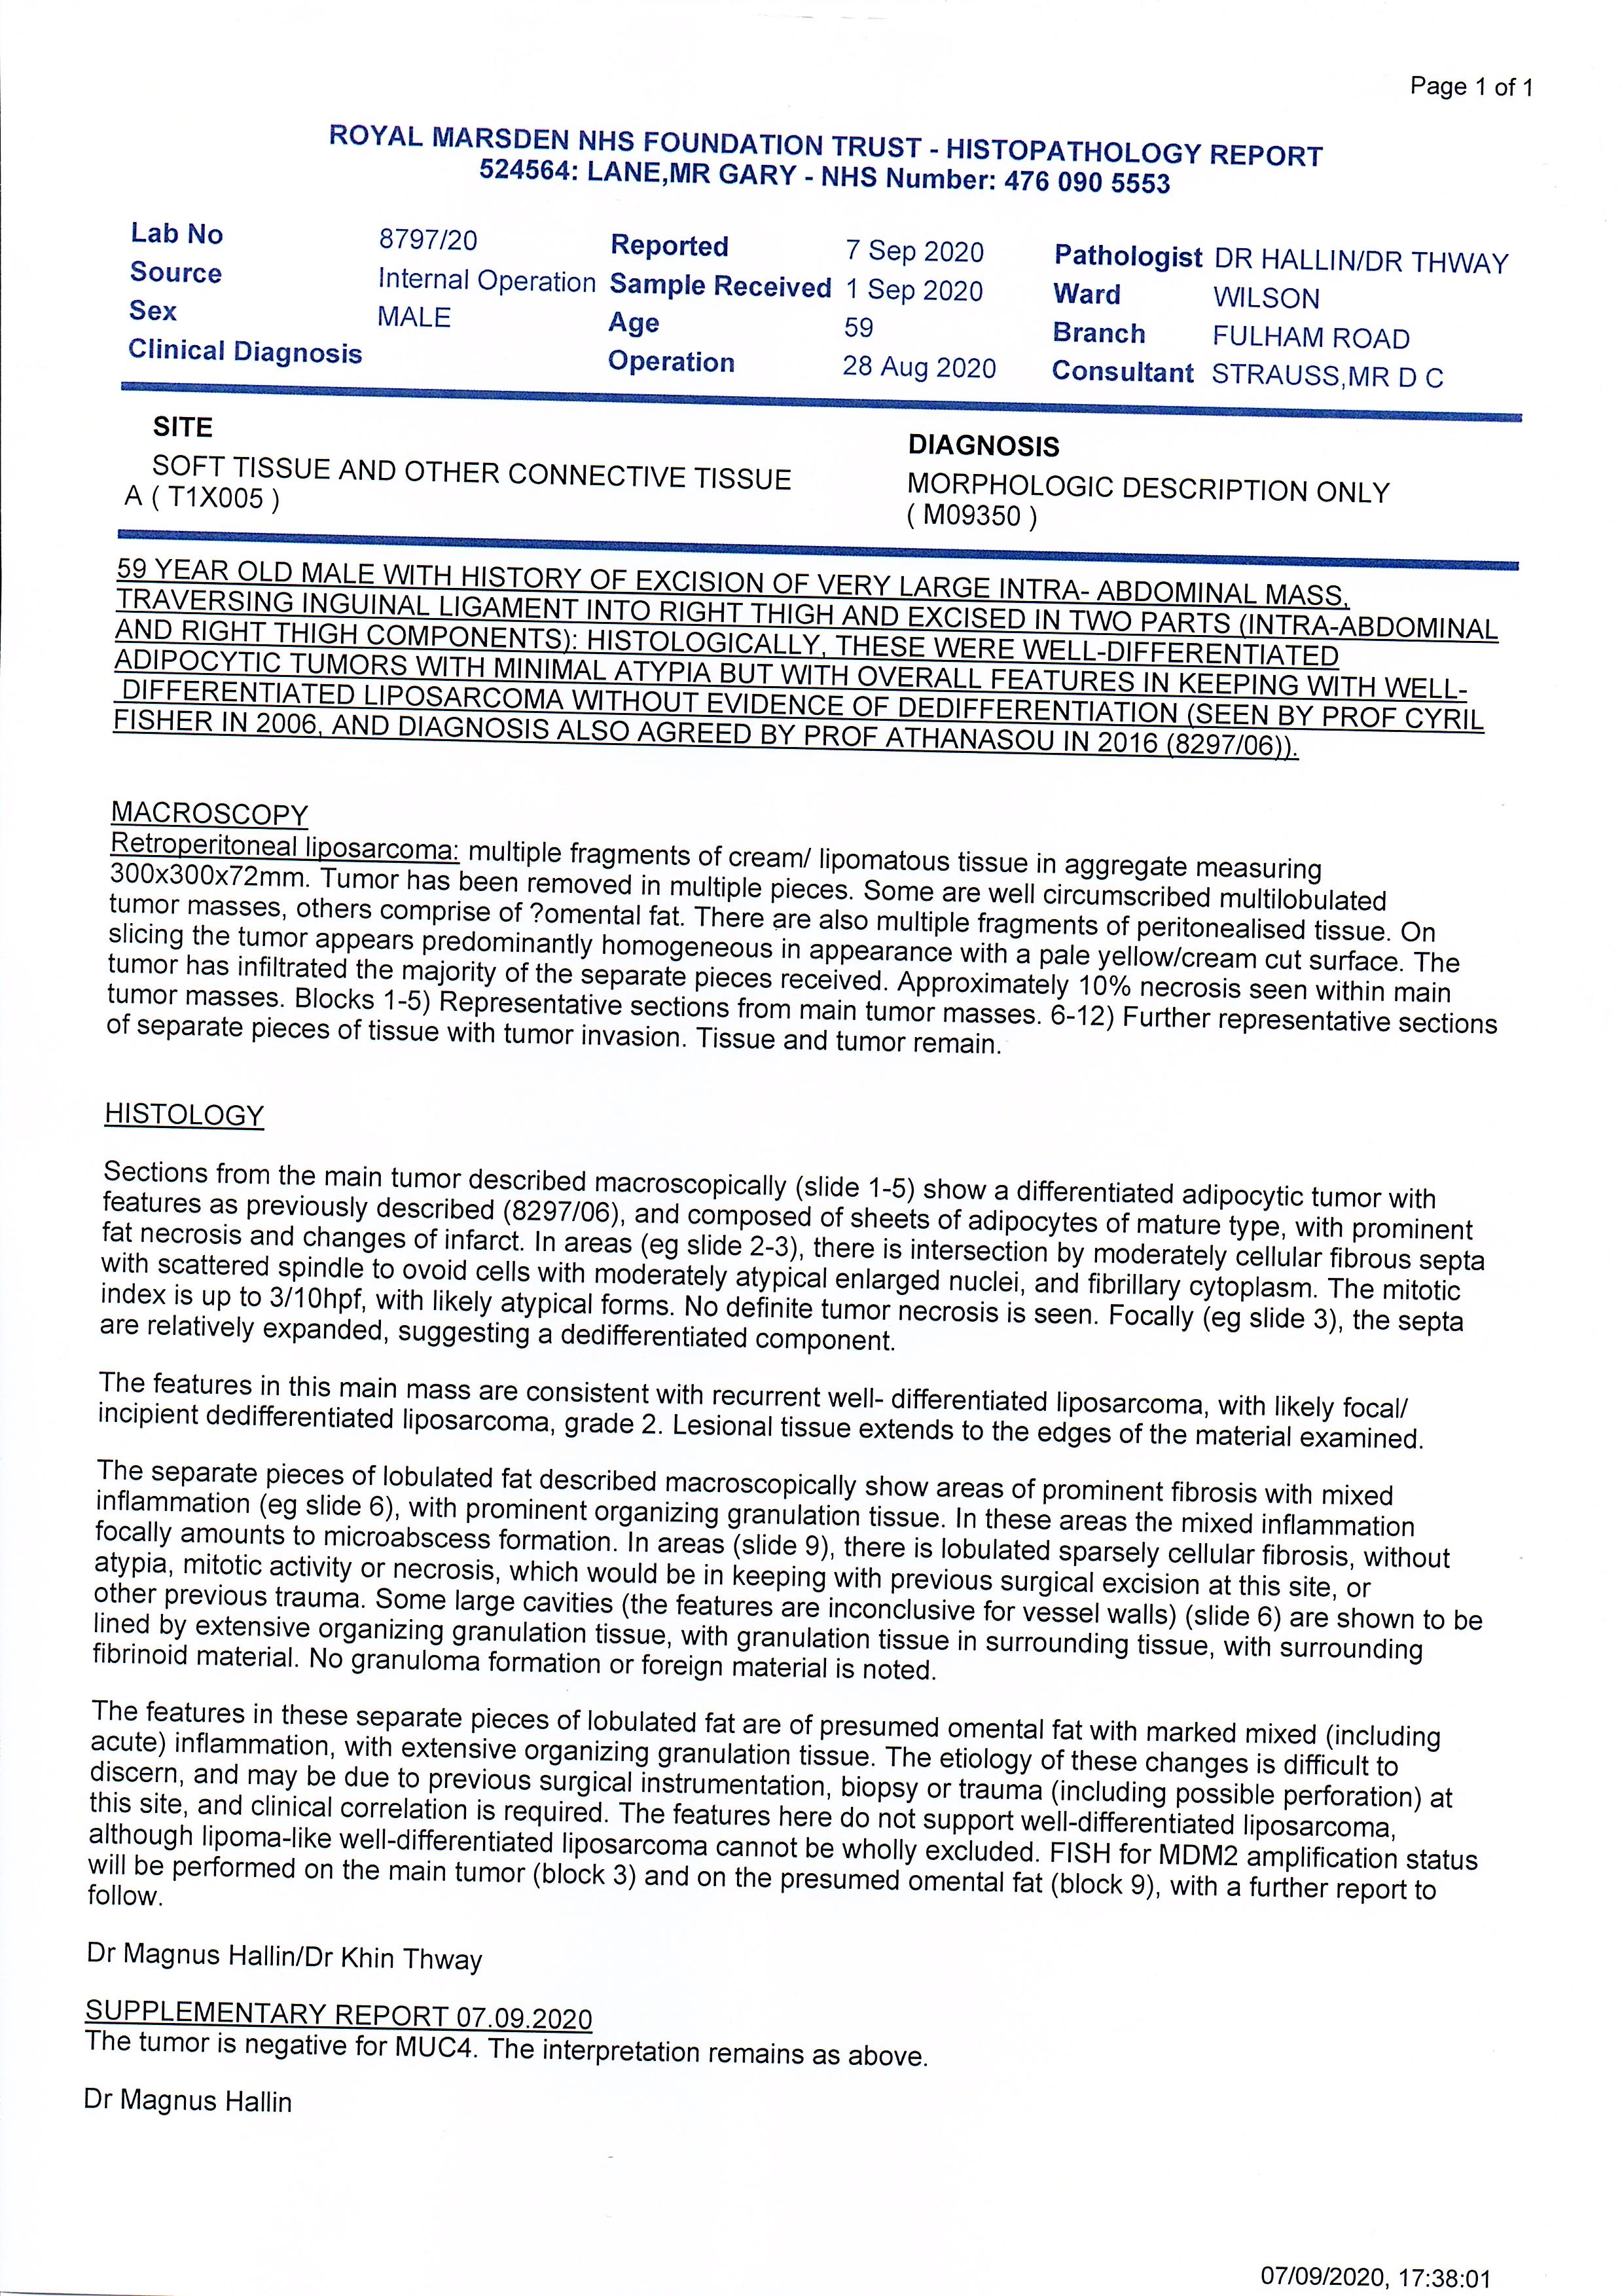 Page 1 of 1
ROYAL MARSDEN NHS FOUNDATION TRUST - HISTOPATHOLOGY REPORT
524564: LANE,MR GARY - NHS Number: 476 090 5553
Lab No 8797/20 Reported 7 Sep 2020 Pathologist DR HALLIN/DR THWAY
Source Internal Operation Sample Received 1 Sep 2020 Ward WILSON
Sex MALE Age 59 Branch FULHAM ROAD
Clinical Diagnosis Operation 28 Aug 2020 Consultant STRAUSS,MR D C
SITE DIAGNOSIS
SOFT TISSUE AND OTHER CONNECTIVE TISSUE MORPHOLOGIC DESCRIPTION ONLY
A ( T1X005 ) ( M09350 )
59 YEAR OLD MALE WITH HISTORY OF EXCISION OF VERY LARGE INTRA- ABDOMINAL MASS,
TRAVERSING INGUINAL LIGAMENT INTO RIGHT THIGH AND EXCISED IN TWO PARTS (INTRA-ABDOMINAL
AND RIGHT THIGH COMPONENTS): HISTOLOGICALLY, THESE WERE WELL-DIFFERENTIATED
ADIPOCYTIC TUMORS WITH MINIMAL ATYPIA BUT WITH OVERALL FEATURES IN KEEPING WITH WELL-
DIFFERENTIATED LIPOSARCOMA WITHOUT EVIDENCE OF DEDIFFERENTIATION (SEEN BY PROF CYRIL
FISHER IN 2006, AND DIAGNOSIS ALSO AGREED BY PROF ATHANASOU IN 2016 (8297/06)).
MACROSCOPY
Retroperitoneal liposarcoma: multiple fragments of cream/ lipomatous tissue in aggregate measuring
300x300x72mm. Tumor has been removed in multiple pieces. Some are well circumscribed multilobulated
tumor masses, others comprise of ?omental fat. There are also multiple fragments of peritonealised tissue. On
slicing the tumor appears predominantly homogeneous in appearance with a pale yellow/cream cut surface. The
tumor has infiltrated the majority of the separate pieces received. Approximately 10% necrosis seen within main
tumor masses. Blocks 1-5) Representative sections from main tumor masses. 6-12) Further representative sections
of separate pieces of tissue with tumor invasion. Tissue and tumor remain.
HISTOLOGY
Sections from the main tumor described macroscopically (slide 1-5) show a differentiated adipocytic tumor with
features as previously described (8297/06), and composed of sheets of adipocytes of mature type, with prominent
fat necrosis and changes of infarct. In areas (eg slide 2-3), there is intersection by moderately cellular fibrous septa
with scattered spindle to ovoid cells with moderately atypical enlarged nuclei, and fibrillary cytoplasm. The mitotic
index is up to 3/10hpf, with likely atypical forms. No definite tumor necrosis is seen. Focally (eg slide 3), the septa
are relatively expanded, suggesting a dedifferentiated component.
The features in this main mass are consistent with recurrent well- differentiated liposarcoma, with likely focal/
incipient dedifferentiated liposarcoma, grade 2. Lesional tissue extends to the edges of the material examined.
The separate pieces of lobulated fat described macroscopically show areas of prominent fibrosis with mixed
inflammation (eg slide 6), with prominent organizing granulation tissue. In these areas the mixed inflammation
focally amounts to microabscess formation. In areas (slide 9), there is lobulated sparsely cellular fibrosis, without
atypia, mitotic activity or necrosis, which would be in keeping with previous surgical excision at this site, or
other previous trauma. Some large cavities (the features are inconclusive for vessel walls) (slide 6) are shown to be
lined by extensive organizing granulation tissue, with granulation tissue in surrounding tissue, with surrounding
fibrinoid material. No granuloma formation or foreign material is noted.
The features in these separate pieces of lobulated fat are of presumed omental fat with marked mixed (including
acute) inflammation, with extensive organizing granulation tissue. The etiology of these changes is difficult to
discern, and may be due to previous surgical instrumentation, biopsy or trauma (including possible perforation) at
this site, and clinical correlation is required. The features here do not support well-differentiated liposarcoma,
although lipoma-like well-differentiated liposarcoma cannot be wholly excluded. FISH for MDM2 amplification status
will be performed on the main tumor (block 3) and on the presumed omental fat (block 9), with a further report to
follow.
Dr Magnus Hallin/Dr Khin Thway
SUPPLEMENTARY REPORT 07.09.2020
The tumor is negative for MUC4. The interpretation remains as above.
Dr Magnus Hallin
07/09/2020, 17:38:01